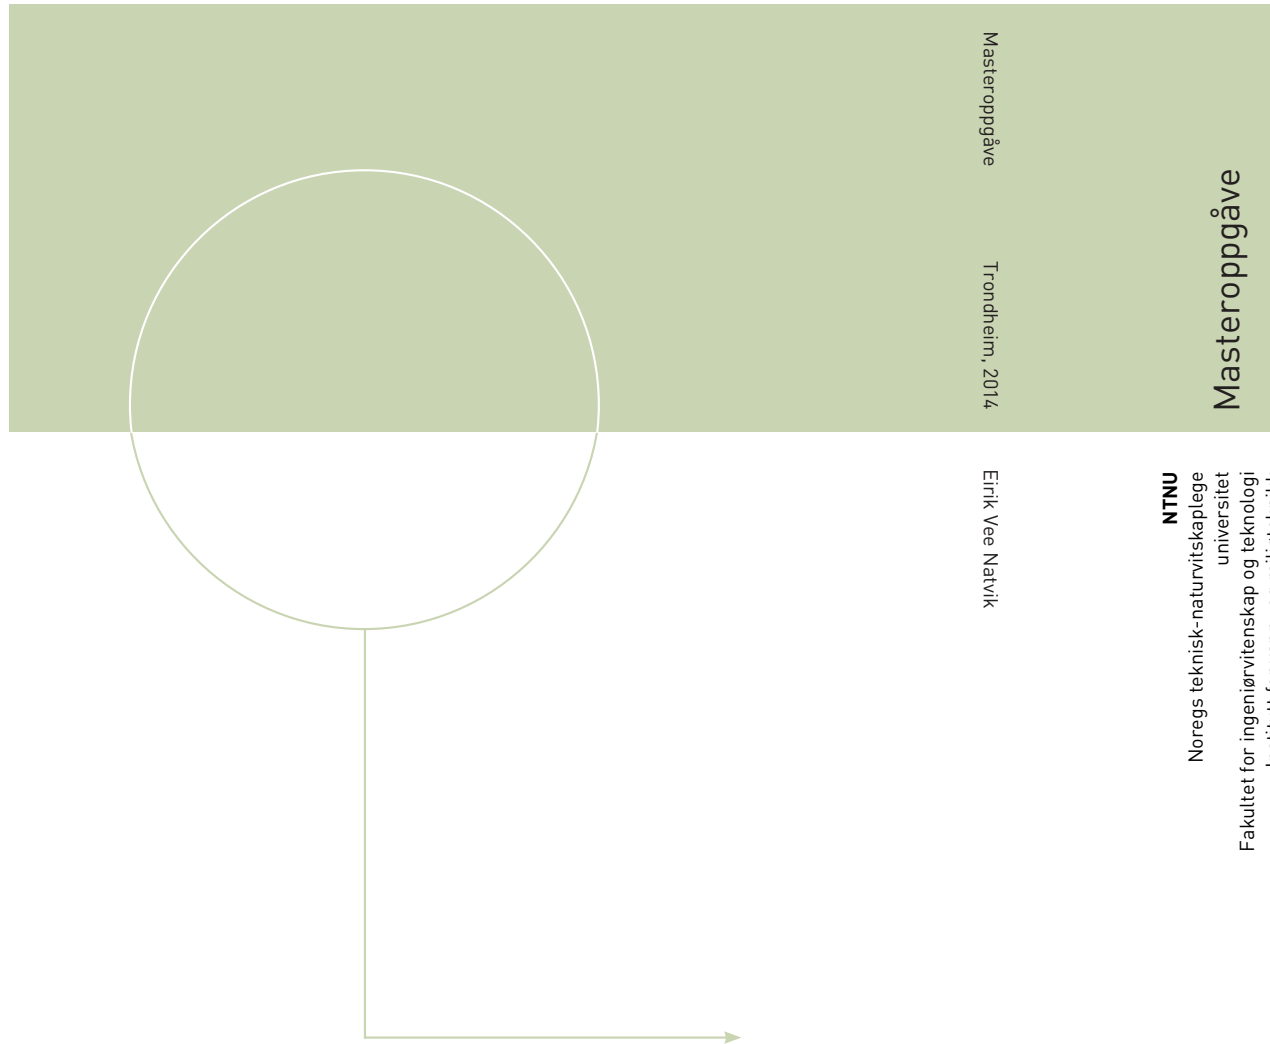 Masteroppgåve
Trondheim, 2014
Eirik Vee Natvik
Masteroppgåve
NTNU
Noregs teknisk-naturvitskaplege
universitet
Fakultet for ingeniørvitenskap og teknologi